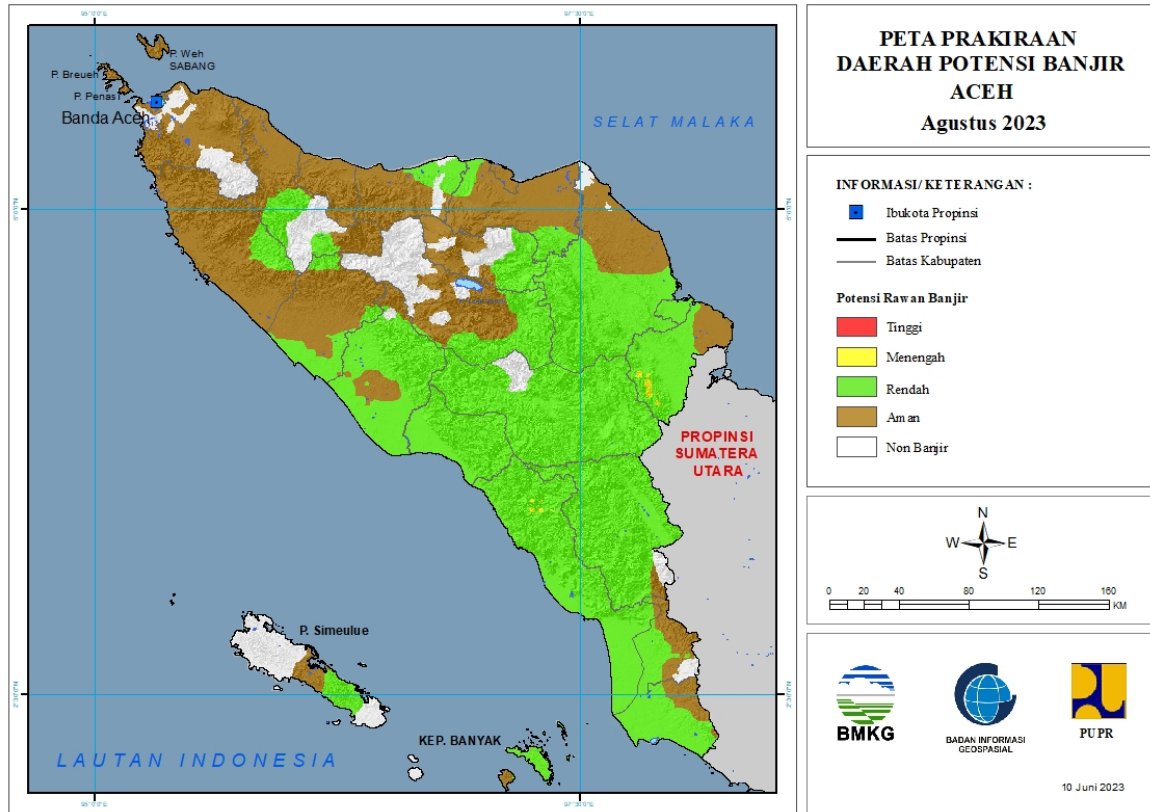 PETA PRAKIRAAN
DAERAH POTENSI BANJIR
ACEH
Agustus 2023
INFORMASI/KETERANGAN :
Ibukota Propinsi
Batas Propinsi
Batas Kabupaten
Potensi Rawan Banjir
Tinggi
Menengah
Rendah
Aman
Non Banjir
N
W E
S
0 20 40 80 120 160
KM
BMKG
BADAN INFORMASI
GEOSPASIAL
PUPR
10 Juni 2023
P. Weh
SABANG
P. Breueh
P. Penasi
Banda Aceh
SELAT MALAKA
PROPINSI
SUMATERA
UTARA
P. Simeulue
KEP. BANYAK
LAUTAN INDONESIA